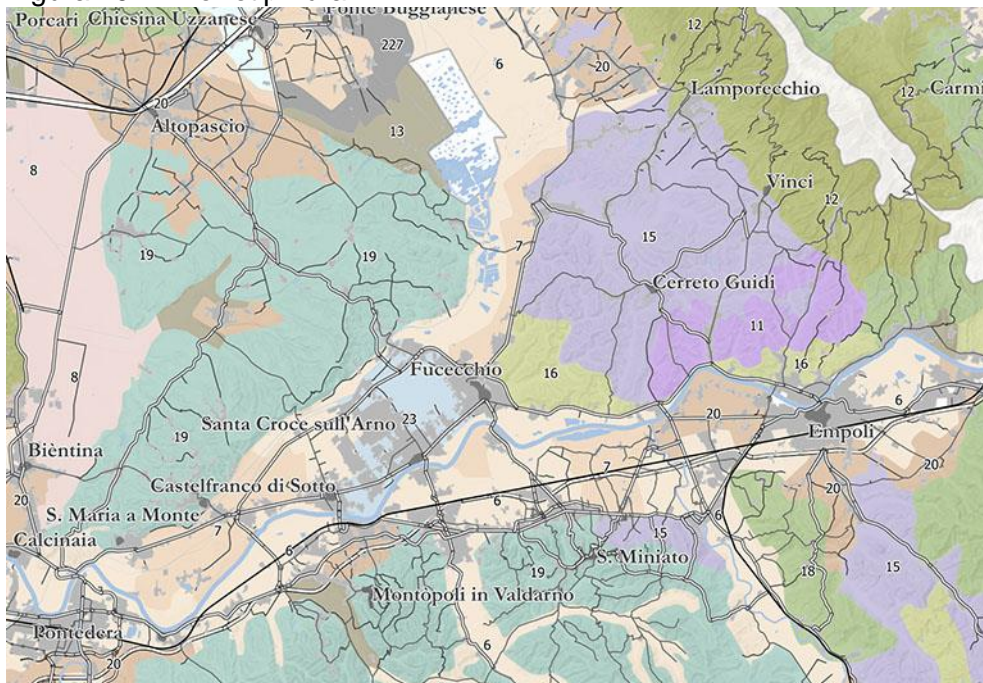 Porcari
Chiesina Uzzanese
Ponte Buggianese
7
227
6
20
12
Lamporecchio
12
Carmi
20
Altopascio
13
8
Vinci
12
19
19
7
15
Cerreto Guidi
11
8
16
16
Fucecchio
6
Santa Croce sull'Arno
23
20
Empoli
19
Bièntina
7
20
20
Castelfranco di Sotto
6
S. Maria a Monte
7
6
15
6
Calcinaia
19
S. Miniato
18
15
Montopoli in Valdarno
Pontedera
6
20